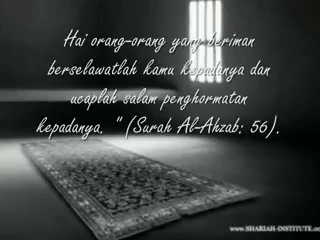 Hai orang-orang yang beriman
berselawatlah kamu kepadanya dan
ucaplah salam penghormatan
kepadanya. " (Surah Al-Ahzab: 56).
www.SHARIAH-INSTITUTE.org